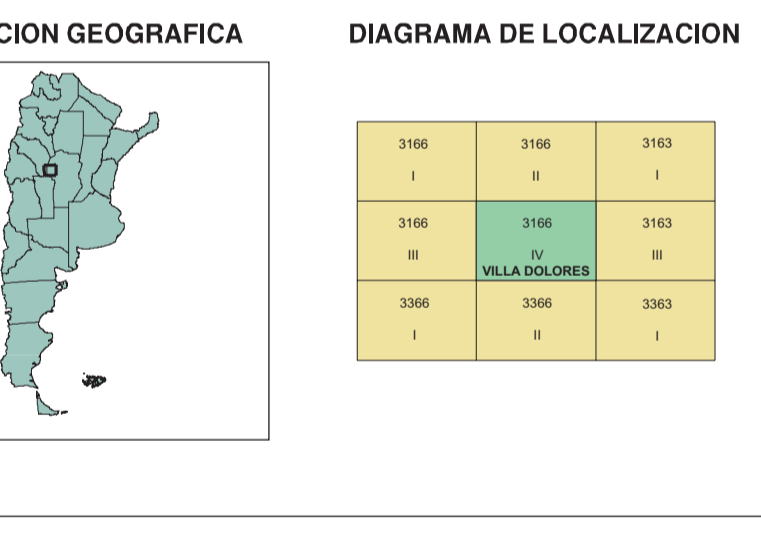 CION GEOGRAFICA
DIAGRAMA DE LOCALIZACION
3166
I
3166
II
3163
I
3166
III
3166
IV
VILLA DOLORES
3163
III
3366
I
3366
II
3363
I